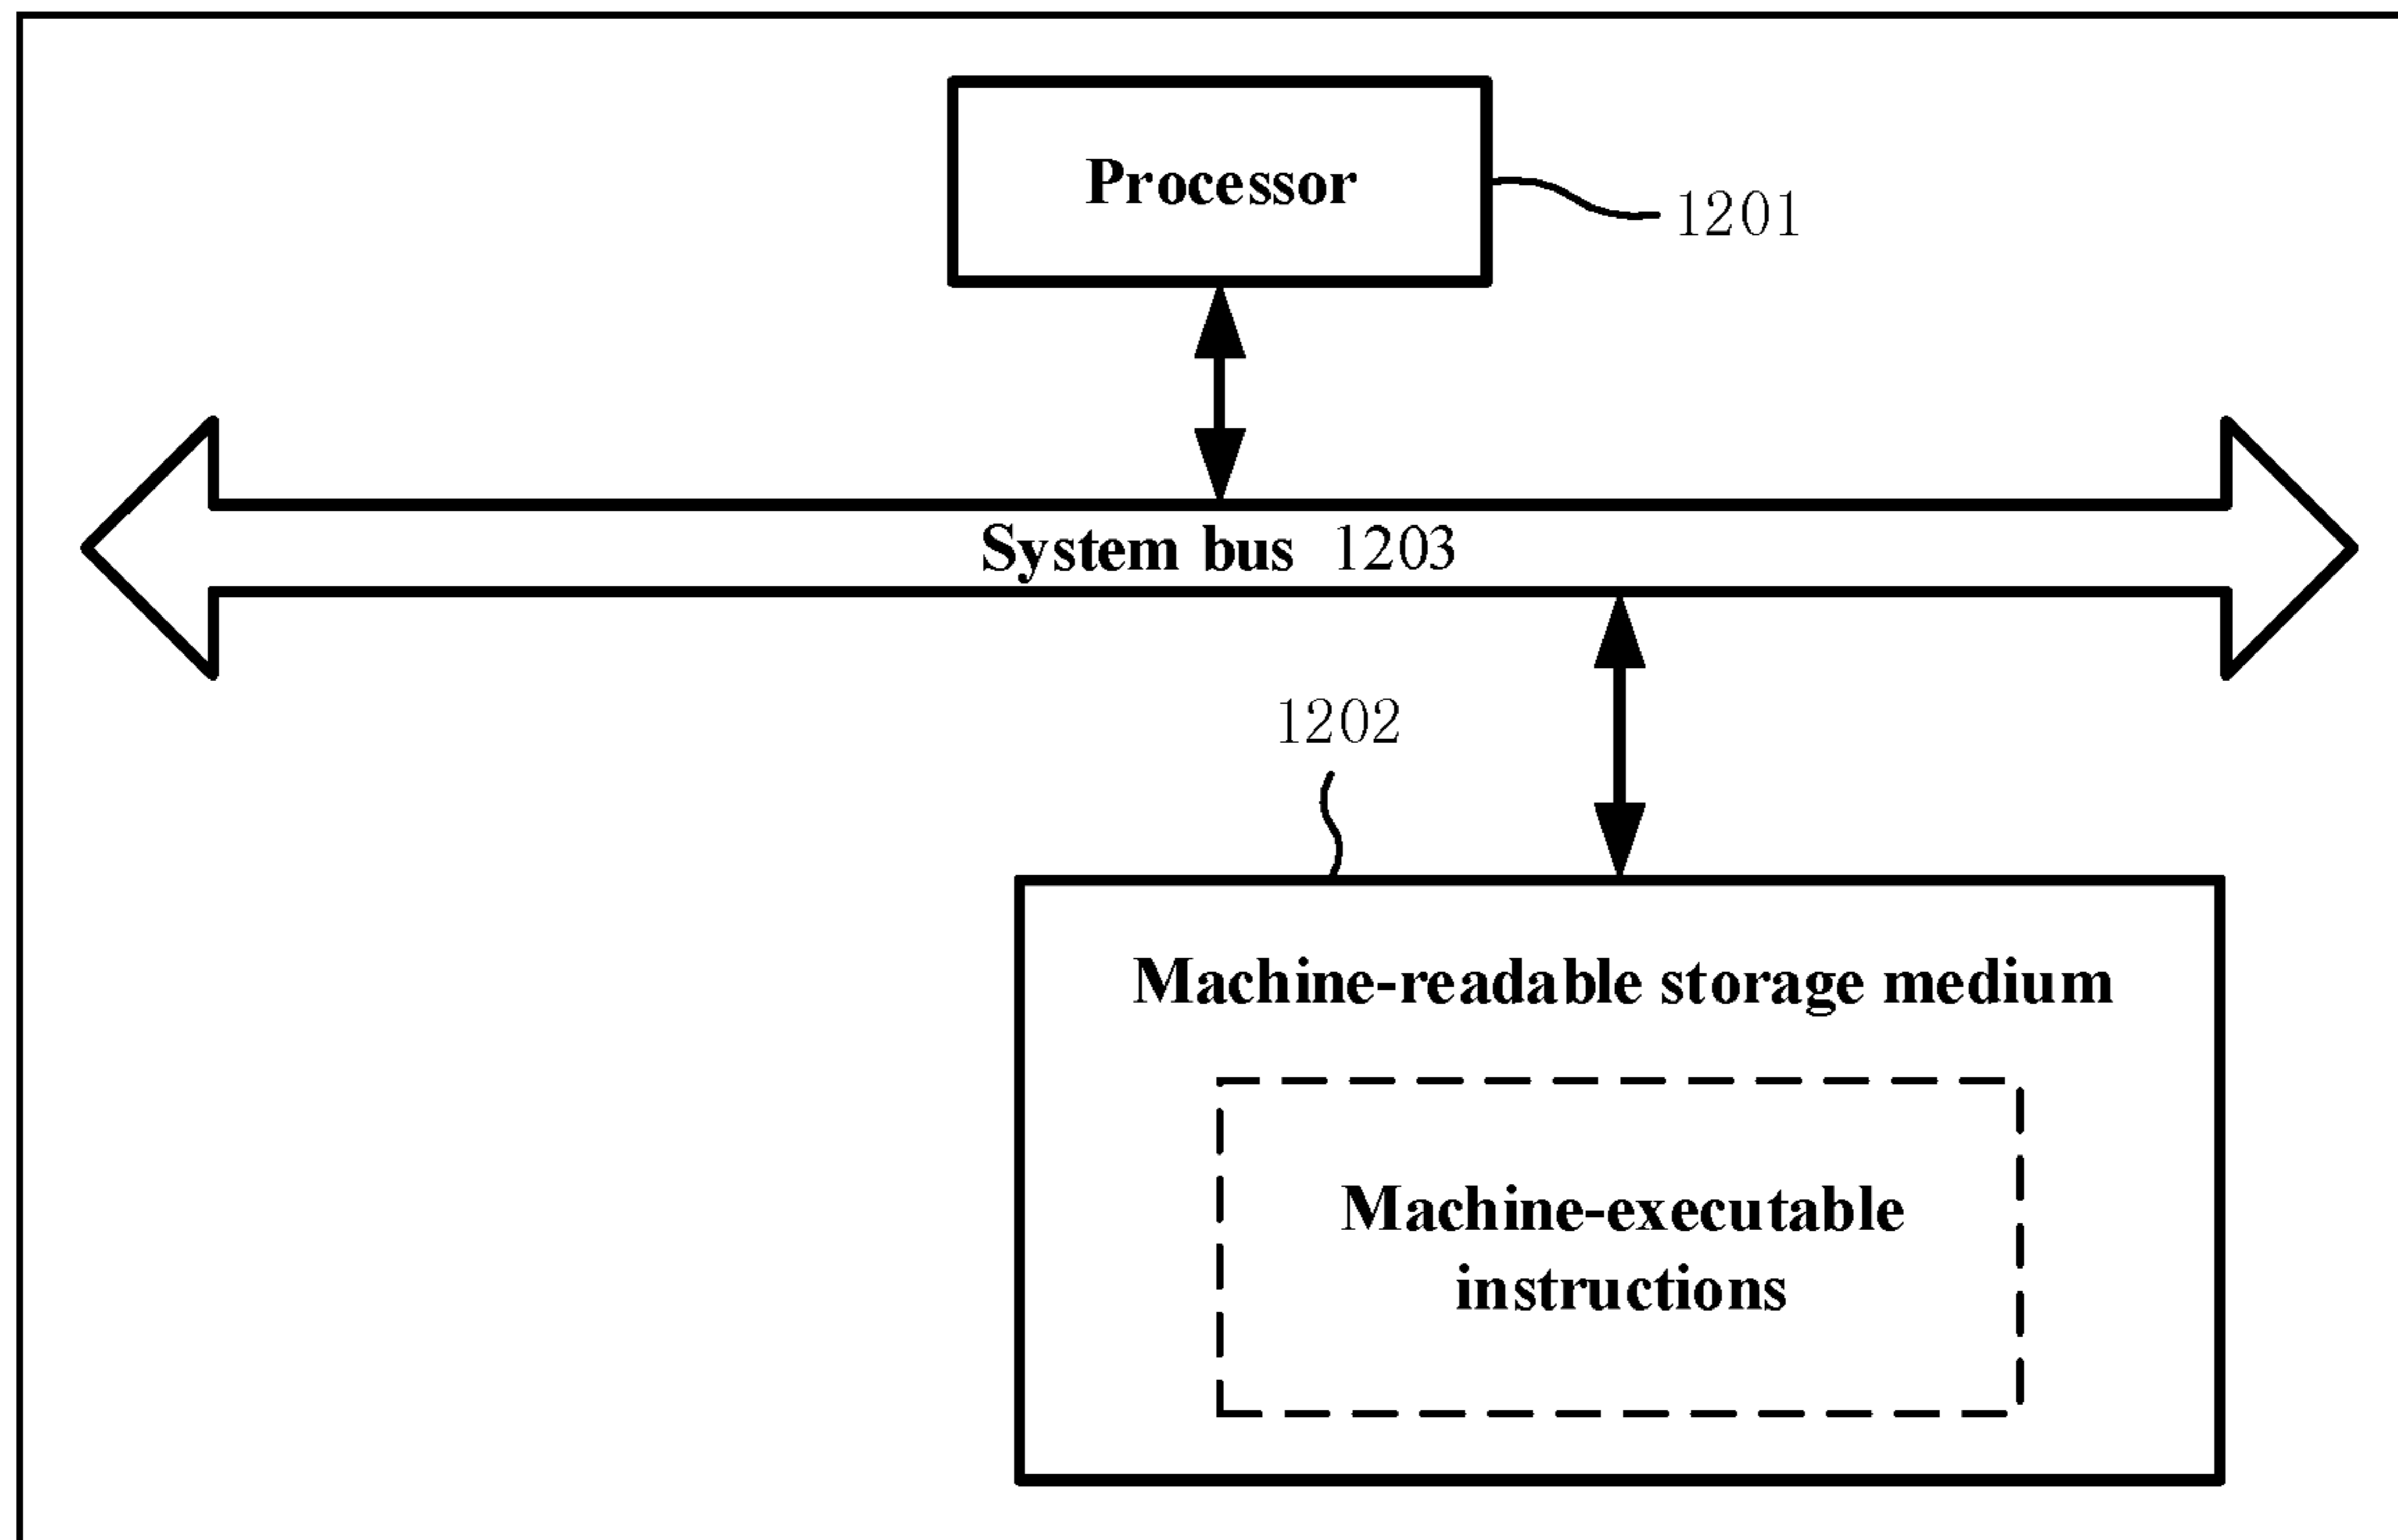 Processor
1201
System bus 1203
1202
Machine-readable storage medium
Machine-executable
instructions